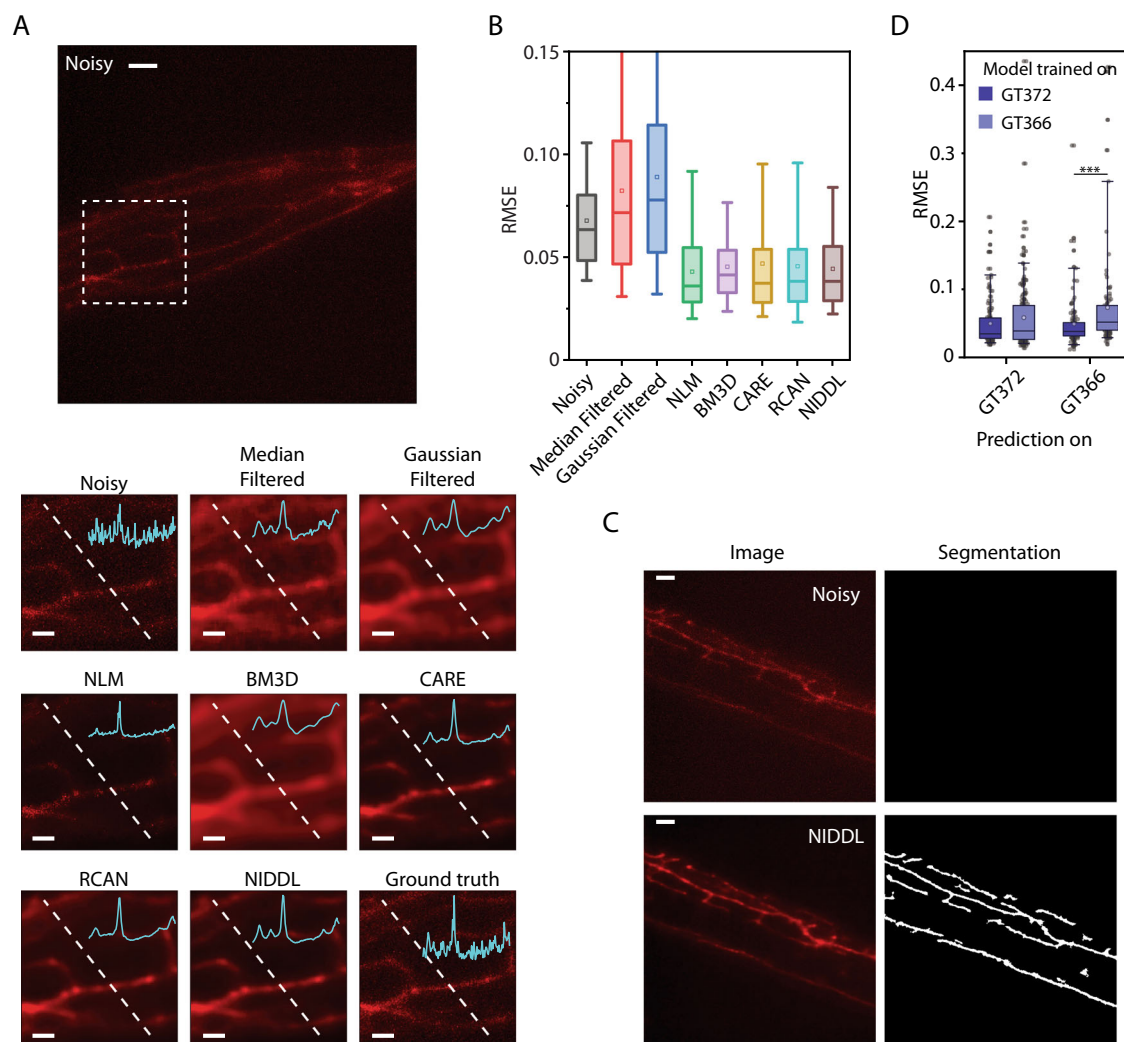 A
Noisy
Noisy
Median
Filtered
Gaussian
Filtered
NLM
BM3D
CARE
RCAN
NIDDL
Ground truth
B
RMSE
0.15
0.10
0.05
0
Noisy
Median Filtered
Gaussian Filtered
NLM
BM3D
CARE
RCAN
NIDDL
D
Model trained on
GT372
GT366
RMSE
0.4
0.3
0.2
0.1
0
***
GT372
GT366
Prediction on
C
Image
Segmentation
Noisy
NIDDL